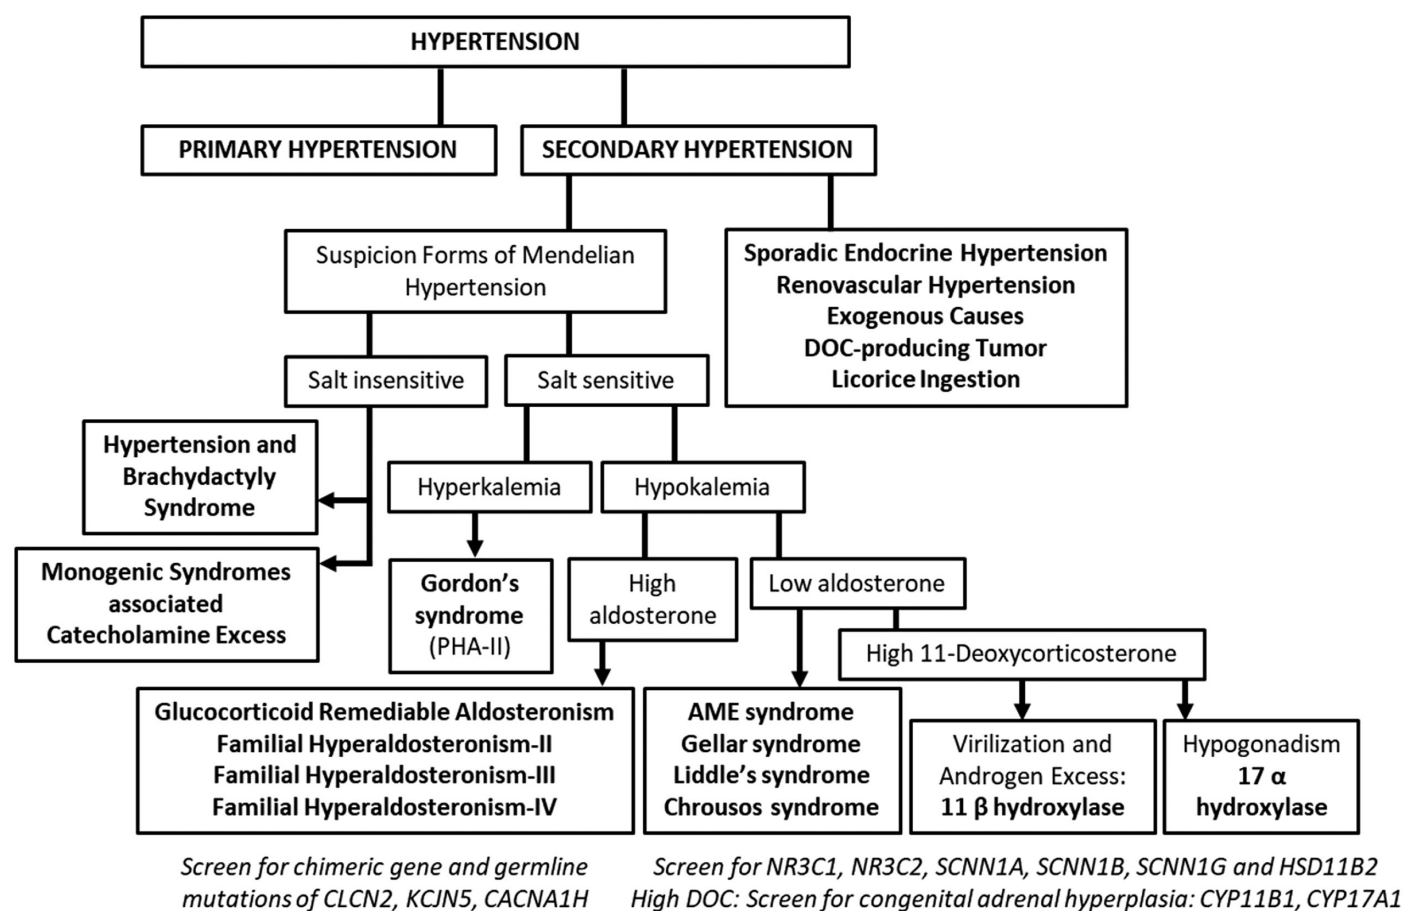 HYPERTENSION
PRIMARY HYPERTENSION
SECONDARY HYPERTENSION
Suspicion Forms of Mendelian
Hypertension
Sporadic Endocrine Hypertension
Renovascular Hypertension
Exogenous Causes
DOC-producing Tumor
Licorice Ingestion
Salt insensitive
Salt sensitive
Hypertension and
Brachydactyly
Syndrome
Hyperkalemia
Hypokalemia
Monogenic Syndromes
associated
Catecholamine Excess
Gordon's
syndrome
(PHA-II)
High
aldosterone
Low aldosterone
High 11-Deoxycorticosterone
Glucocorticoid Remediable Aldosteronism
Familial Hyperaldosteronism-II
Familial Hyperaldosteronism-III
Familial Hyperaldosteronism-IV
AME syndrome
Gellar syndrome
Liddle's syndrome
Chrousos syndrome
Virilization and
Androgen Excess:
11 β hydroxylase
Hypogonadism
17 α
hydroxylase
Screen for chimeric gene and germline
mutations of CLCN2, KCJN5, CACNA1H
Screen for NR3C1, NR3C2, SCNN1A, SCNN1B, SCNN1G and HSD11B2
High DOC: Screen for congenital adrenal hyperplasia: CYP11B1, CYP17A1